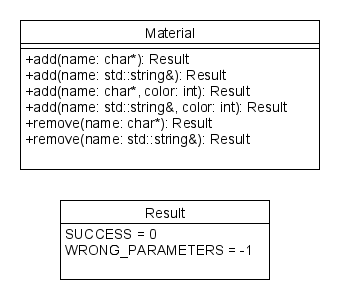 Material
+add(name: char*): Result
+add(name: std::string&): Result
+add(name: char*, color: int): Result
+add(name: std::string&, color: int): Result
+remove(name: char*): Result
+remove(name: std::string&): Result
Result
SUCCESS = 0
WRONG_PARAMETERS = -1